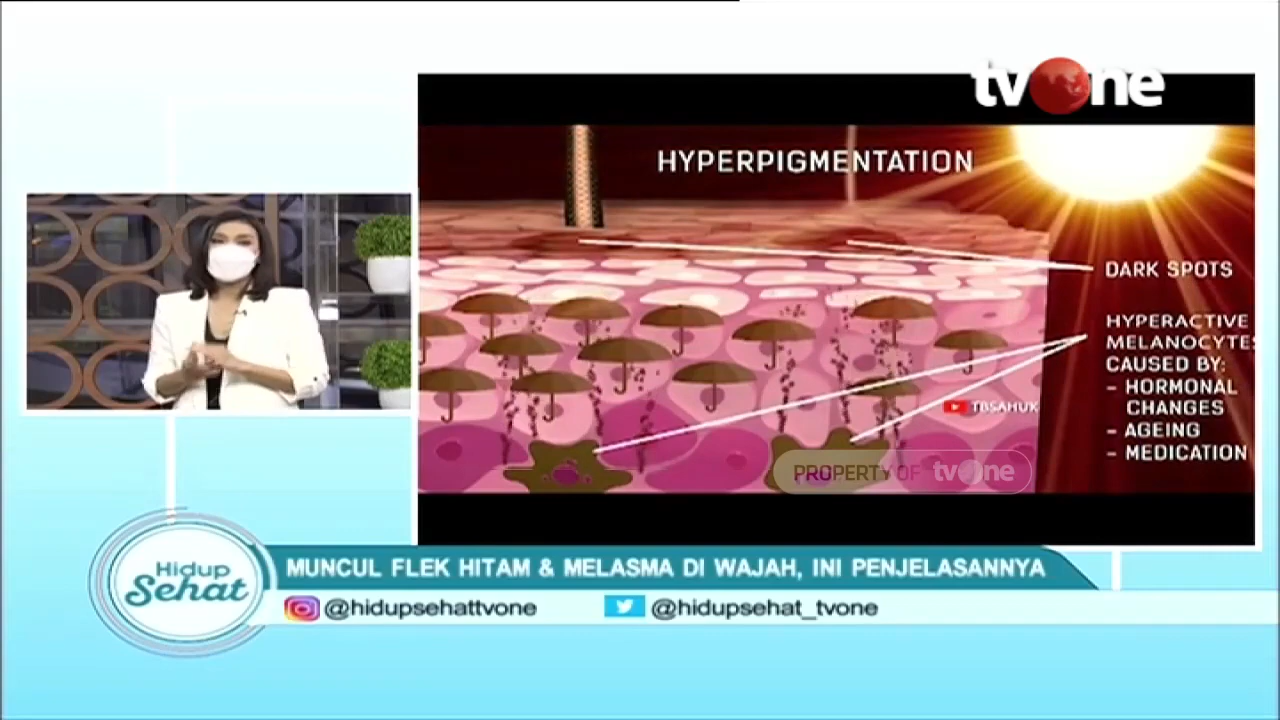 tvOne
HYPERPIGMENTATION
DARK SPOTS
HYPERACTIVE
MELANOCYTES
CAUSED BY:
- HORMONAL
CHANGES
- AGEING
- MEDICATION
TBSAHUK
PROPERTY OF tvOne
Hidup
Sehat
MUNCUL FLEK HITAM & MELASMA DI WAJAH, INI PENJELASANNYA
@hidupsehattvone @hidupsehat_tvone